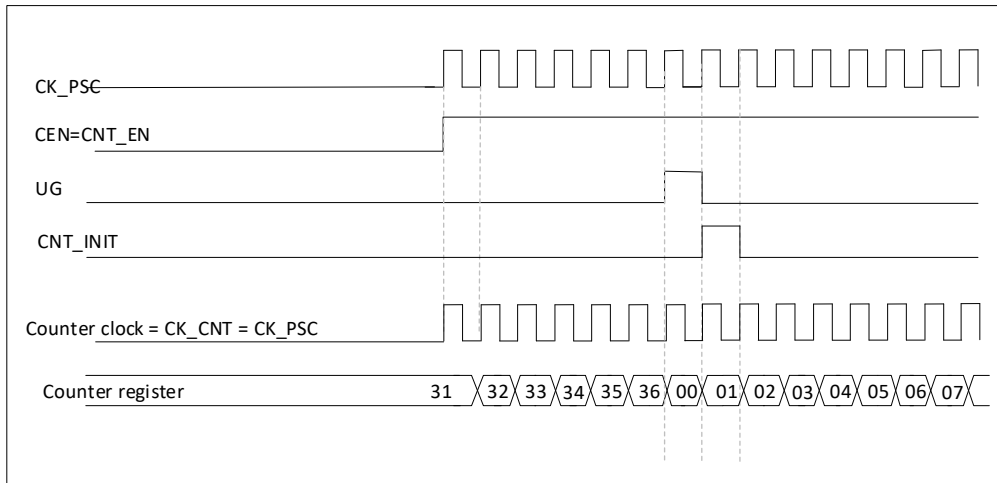 CK_PSC
CEN=CNT_EN
UG
CNT_INIT
Counter clock = CK_CNT = CK_PSC
Counter register 31 32 33 34 35 36 00 01 02 03 04 05 06 07